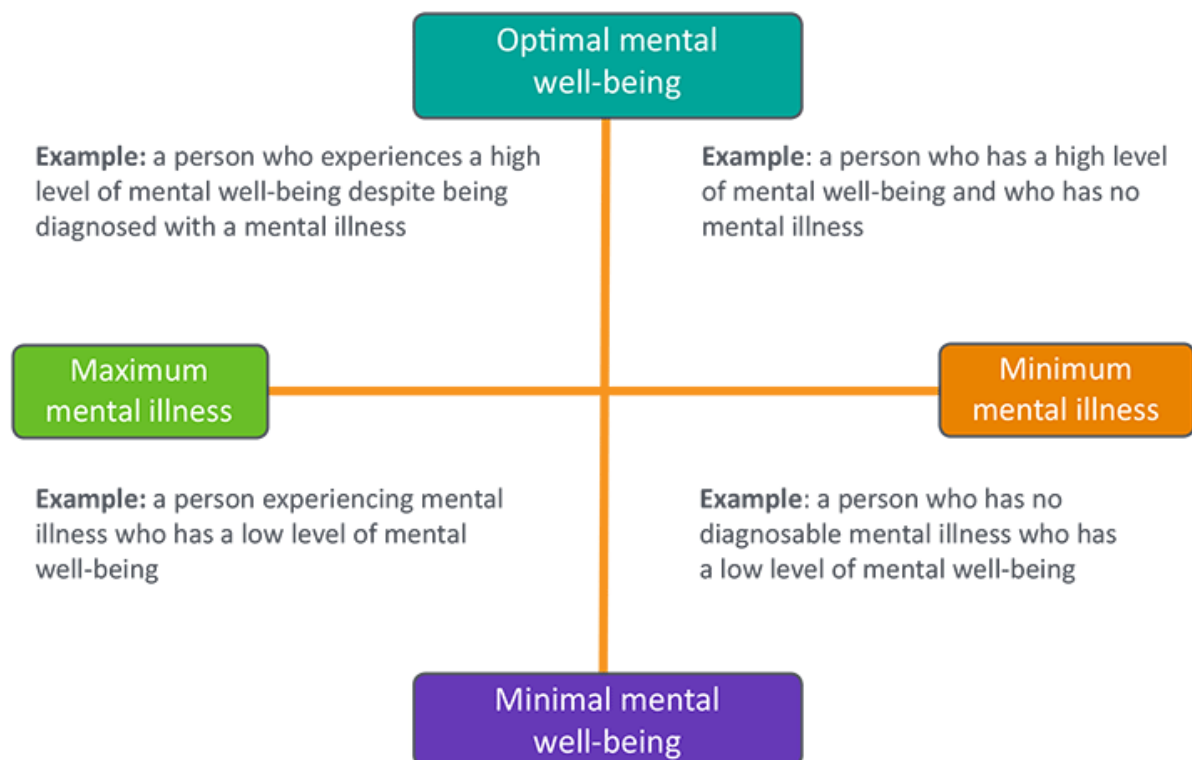 Optimal mental
well-being
Example: a person who experiences a high
level of mental well-being despite being
diagnosed with a mental illness
Example: a person who has a high level
of mental well-being and who has no
mental illness
Maximum
mental illness
Minimum
mental illness
Example: a person experiencing mental
illness who has a low level of mental
well-being
Example: a person who has no
diagnosable mental illness who has
a low level of mental well-being
Minimal mental
well-being